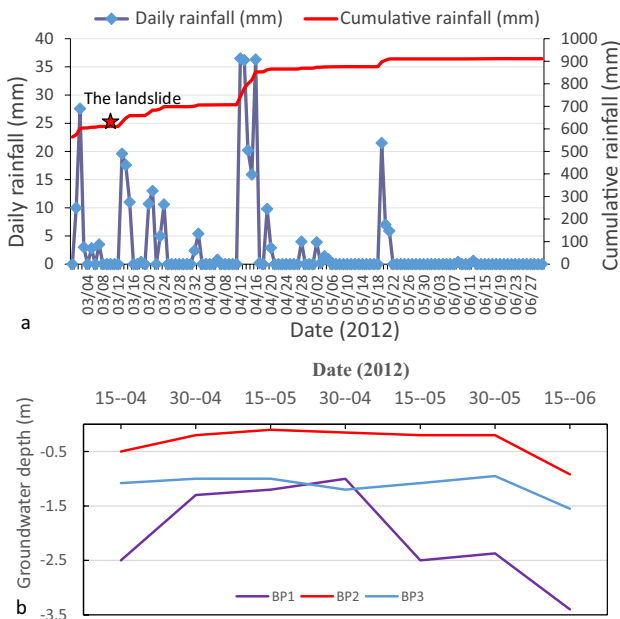 Daily rainfall (mm) Cumulative rainfall (mm)
40 35 30 25 20 15 10 5 0
Daily rainfall (mm)
The landslide
1000 900 800 700 600 500 400 300 200 100 0
Cumulative rainfall (mm)
03/04 03/08 03/12 03/16 03/20 03/24 03/28 03/32 04/04 04/08 04/12 04/16 04/20 04/24 04/28 05/02 05/06 05/10 05/14 05/18 05/22 05/26 05/30 06/03 06/07 06/11 06/15 06/19 06/23 06/27
a
Date (2012)
Date (2012)
15--04 30--04 15--05 30--04 15--05 30--05 15--06
-0.5 -1.5 -2.5 -3.5
Groundwater depth (m)
b
BP1 BP2 BP3